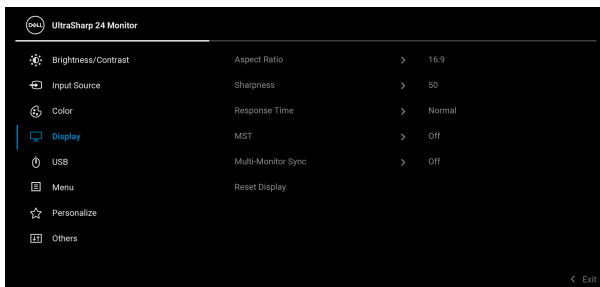 DELL UltraSharp 24 Monitor
Brightness/Contrast Aspect Ratio > 16:9
Input Source Sharpness > 50
Color Response Time > Normal
Display MST > Off
USB Multi-Monitor Sync > Off
Menu Reset Display
Personalize
Others
< Exit